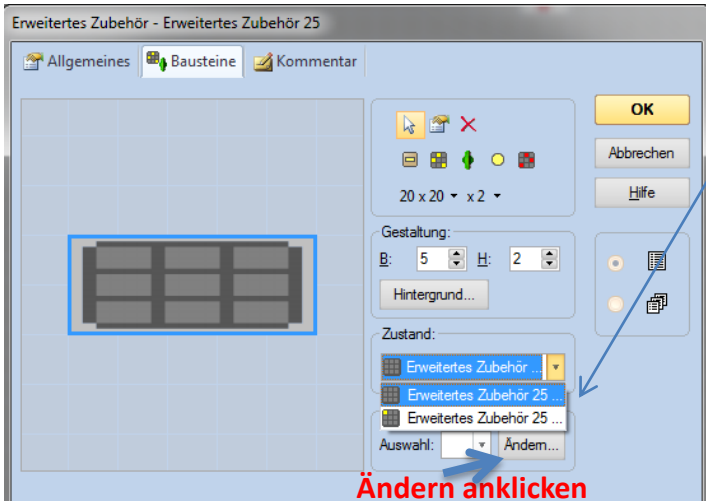 Erweitertes Zubehör - Erweitertes Zubehör 25
Allgemeines Bausteine Kommentar
OK
Abbrechen
Hilfe
20 x 20 x 2
Gestaltung:
B: 5 H: 2
Hintergrund...
Zustand:
Erweitertes Zubehör ...
Erweitertes Zubehör 25 ...
Erweitertes Zubehör 25 ...
Auswahl: Ändern...
Ändern anklicken